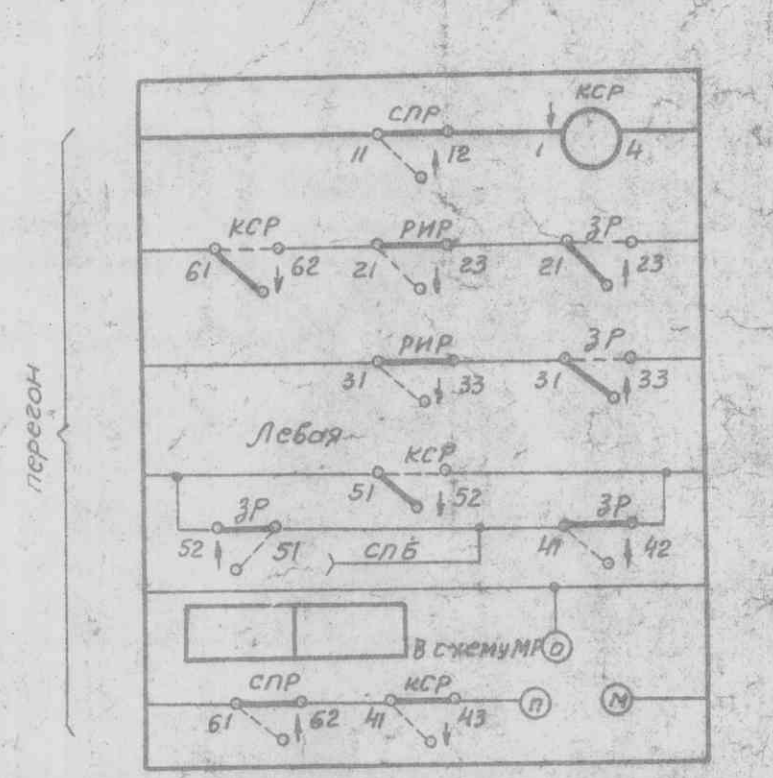 КСР
СПР
11 12 1 4
КСР РИР ЗР
61 62 21 23 21 23
РИР ЗР
31 33 31 33
Левая КСР
51 52
ЗР ЗР
52 51 41 42
СПБ
В схему МР О
СПР КСР
61 62 41 43 П М
перегон